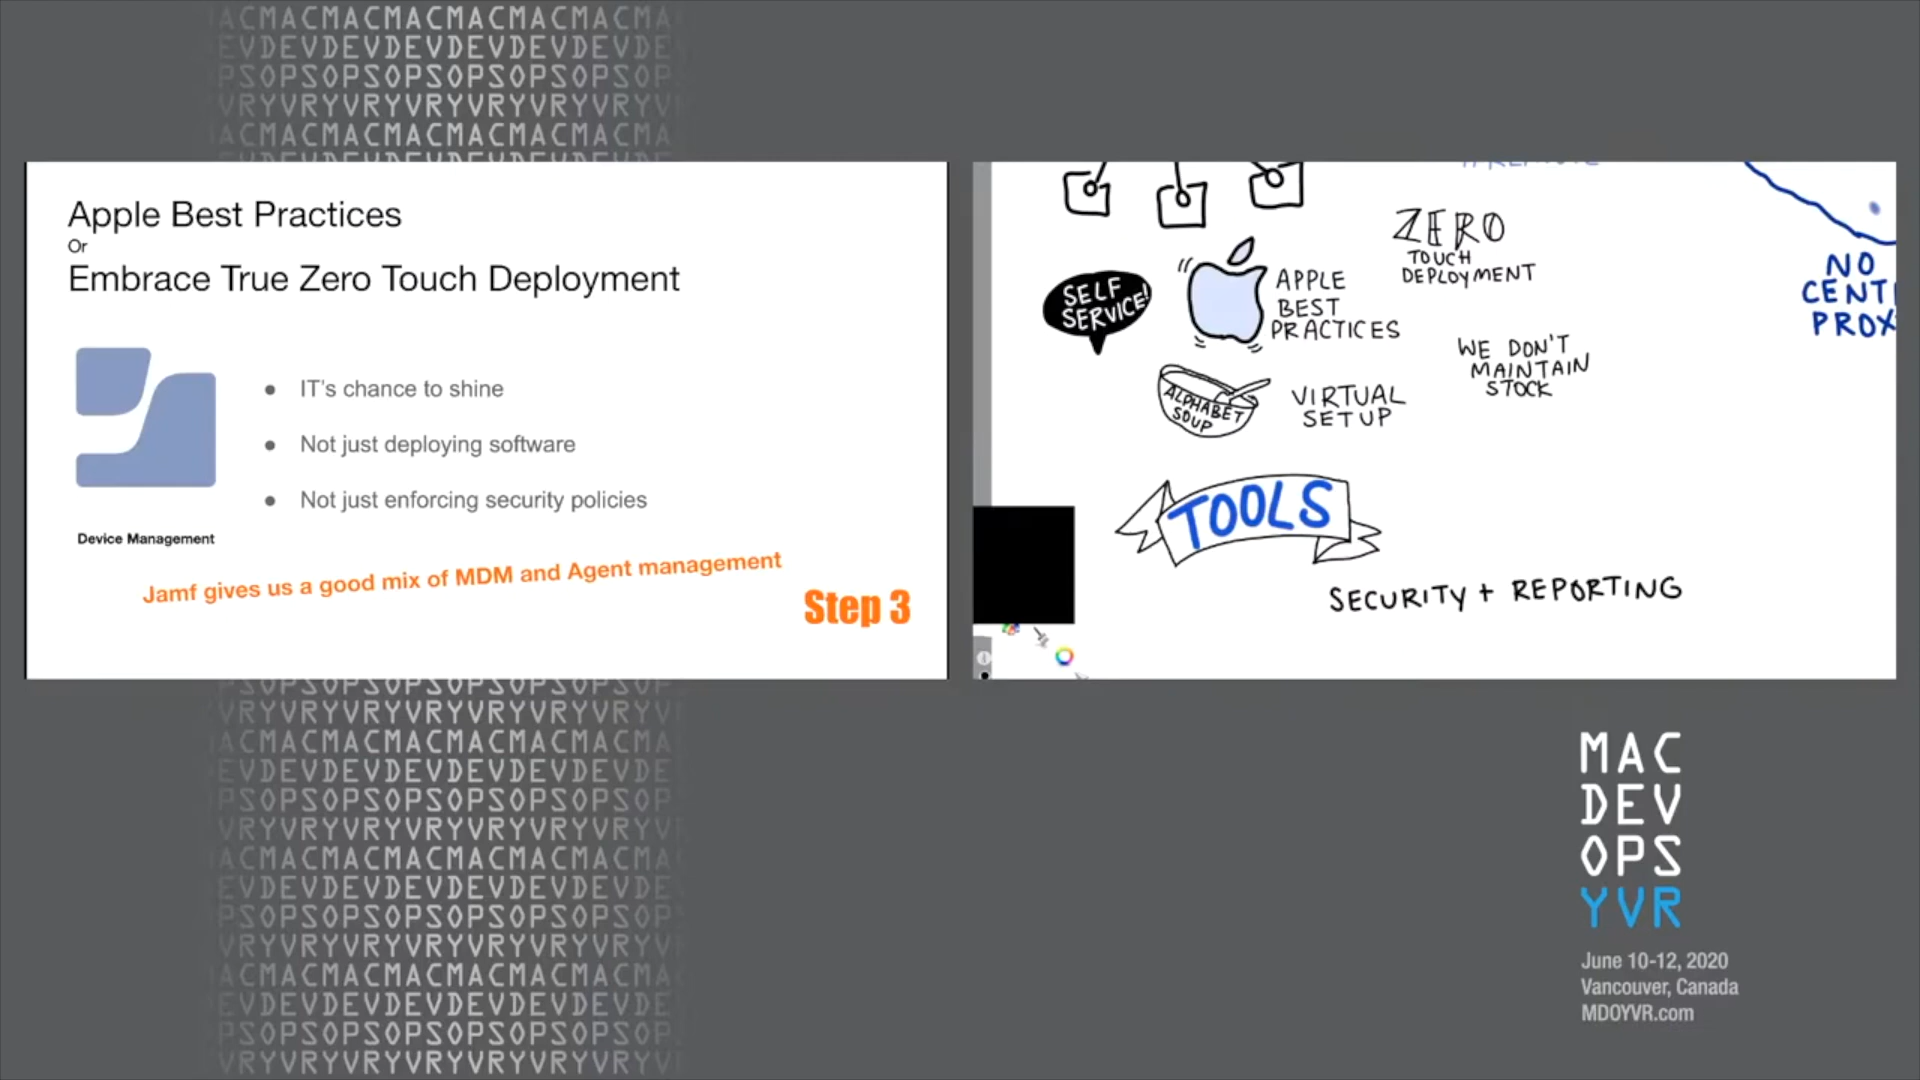 Apple Best Practices
Or
Embrace True Zero Touch Deployment
● IT's chance to shine
● Not just deploying software
● Not just enforcing security policies
Device Management
Jamf gives us a good mix of MDM and Agent management
Step 3
ZERO
TOUCH
DEPLOYMENT
SELF
SERVICE!
APPLE
BEST
PRACTICES
NO
WE DON'T
MAINTAIN
STOCK
ALPHABET
SOUP
VIRTUAL
SETUP
TOOLS
SECURITY + REPORTING
MAC
DEV
OPS
YVR
June 10-12, 2020
Vancouver, Canada
MDOYVR.com